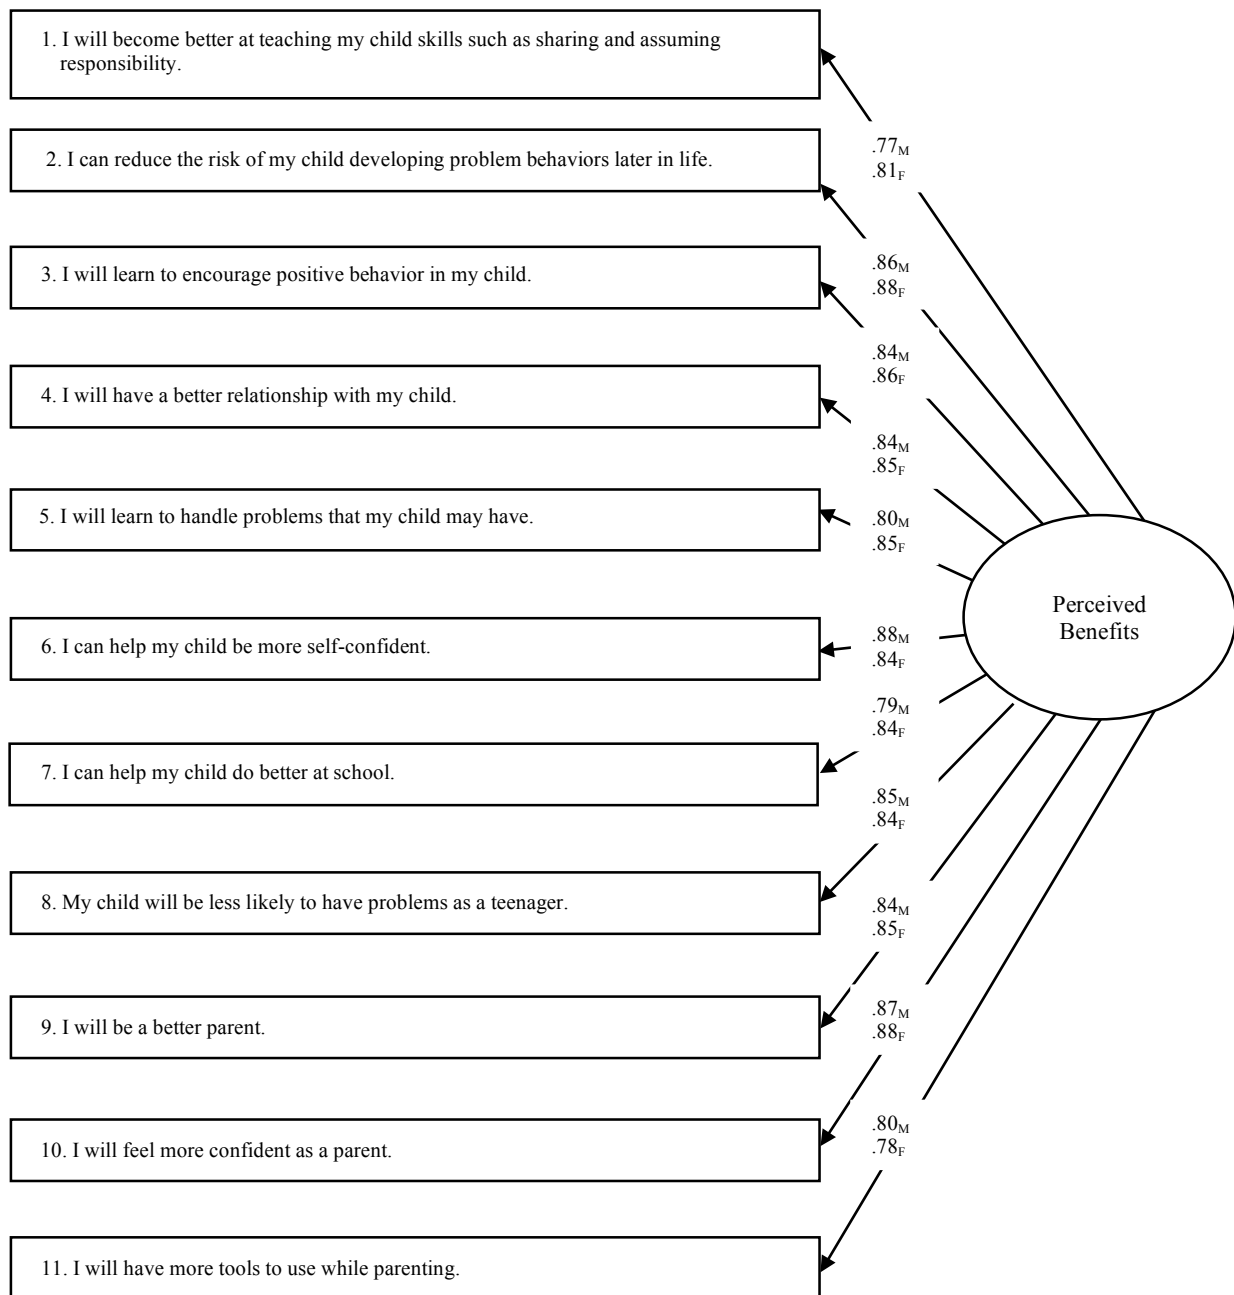 1. I will become better at teaching my child skills such as sharing and assuming
responsibility.
.77M
.81F
2. I can reduce the risk of my child developing problem behaviors later in life.
.86M
.88F
3. I will learn to encourage positive behavior in my child.
.84M
.86F
4. I will have a better relationship with my child.
.84M
.85F
5. I will learn to handle problems that my child may have.
.80M
.85F
Perceived
Benefits
6. I can help my child be more self-confident.
.88M
.84F
.79M
.84F
7. I can help my child do better at school.
.85M
.84F
8. My child will be less likely to have problems as a teenager.
.84M
.85F
9. I will be a better parent.
.87M
.88F
10. I will feel more confident as a parent.
.80M
.78F
11. I will have more tools to use while parenting.